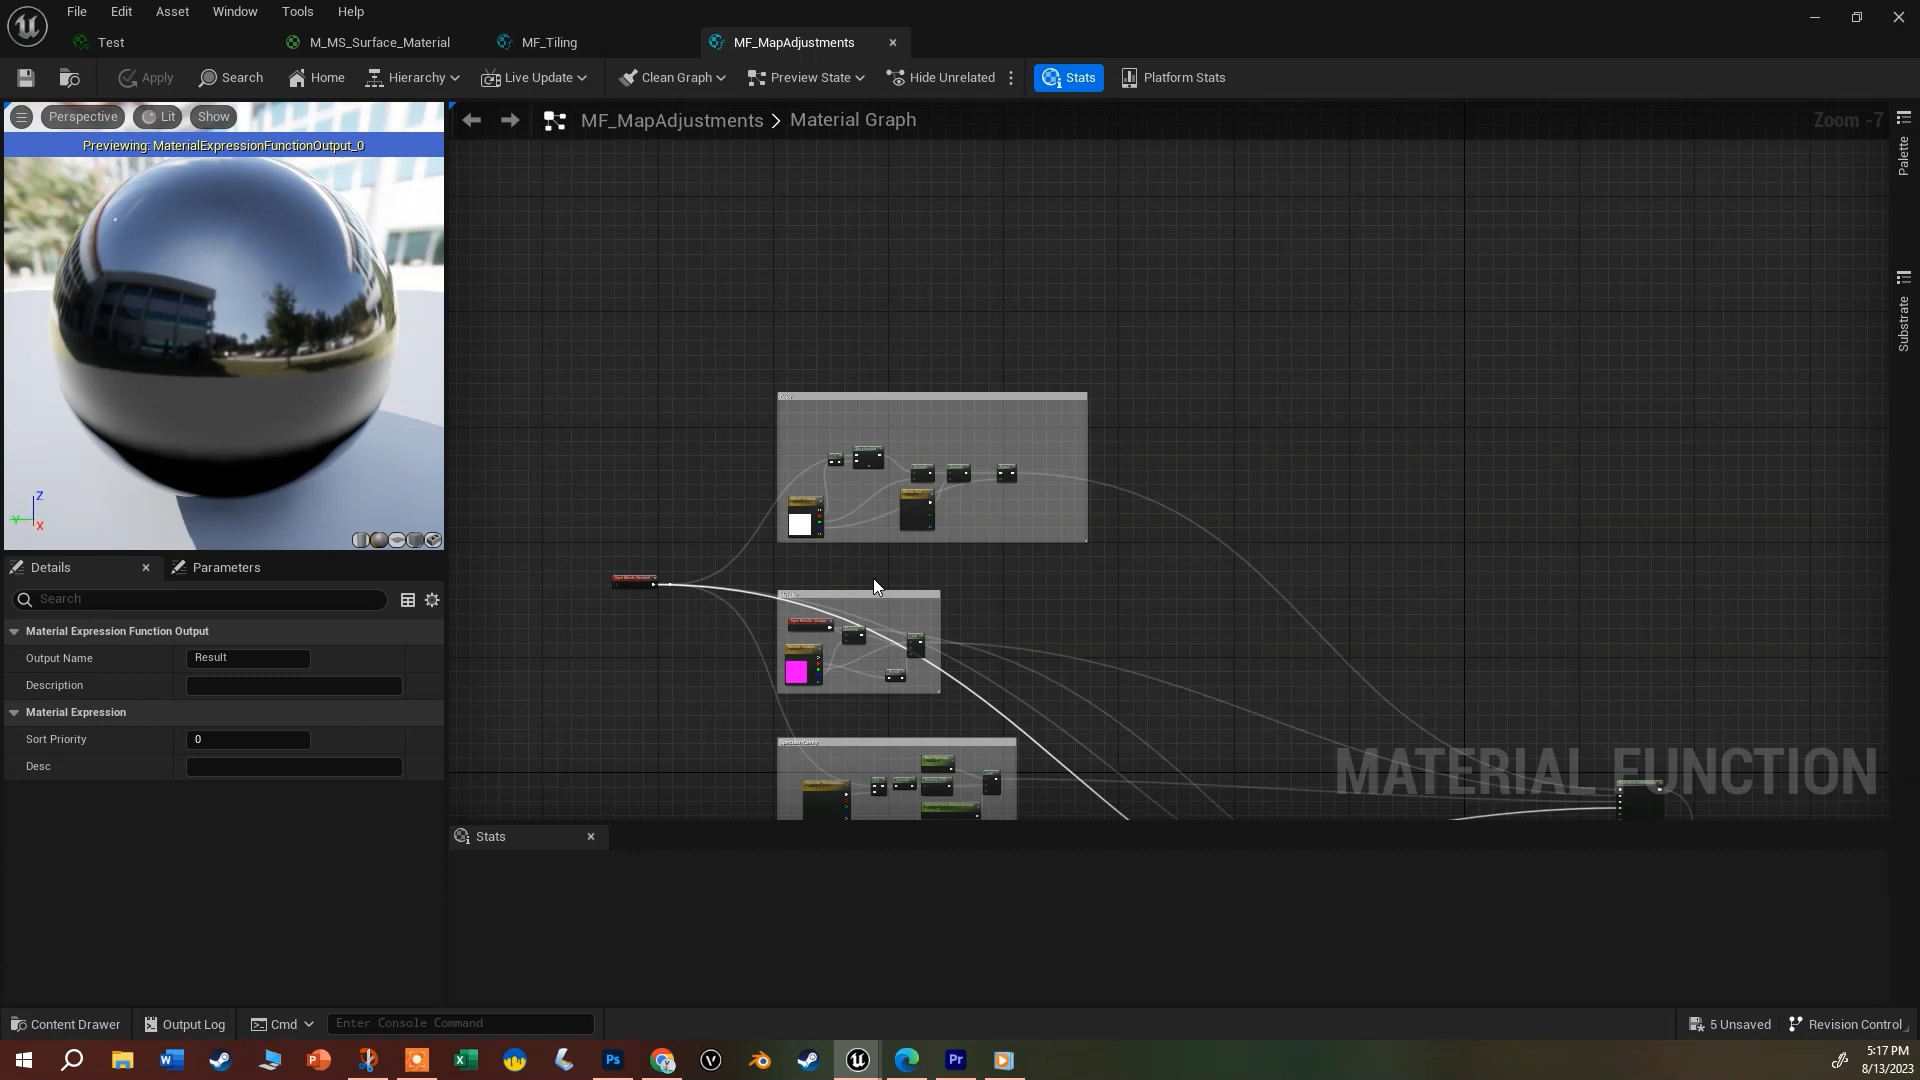 File Edit Asset Window Tools Help
Test M_MS_Surface_Material MF_Tiling MF_MapAdjustments
Apply Search Home Hierarchy Live Update Clean Graph Preview State Hide Unrelated Stats Platform Stats
Perspective Lit Show
MF_MapAdjustments > Material Graph
Zoom -7
Previewing: MaterialExpressionFunctionOutput_0
Palette
Substrate
Z
Y
X
Details Parameters
Search
Material Expression Function Output
Output Name Result
Description
Material Expression
Sort Priority 0
Desc
MATERIAL FUNCTION
Stats
Content Drawer Output Log Cmd Enter Console Command 5 Unsaved Revision Control
5:17 PM
8/13/2023